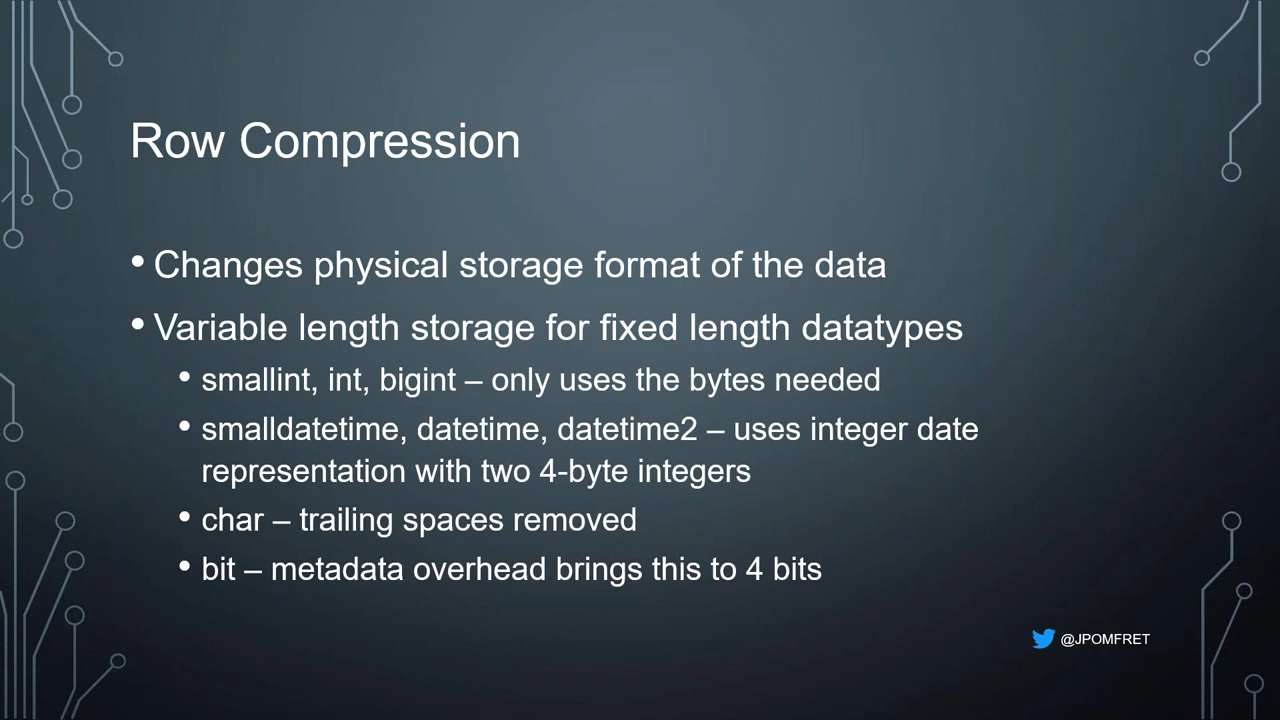 Row Compression
• Changes physical storage format of the data
• Variable length storage for fixed length datatypes
• smallint, int, bigint – only uses the bytes needed
• smalldatetime, datetime, datetime2 – uses integer date
representation with two 4-byte integers
• char – trailing spaces removed
• bit – metadata overhead brings this to 4 bits
@JPOMFRET